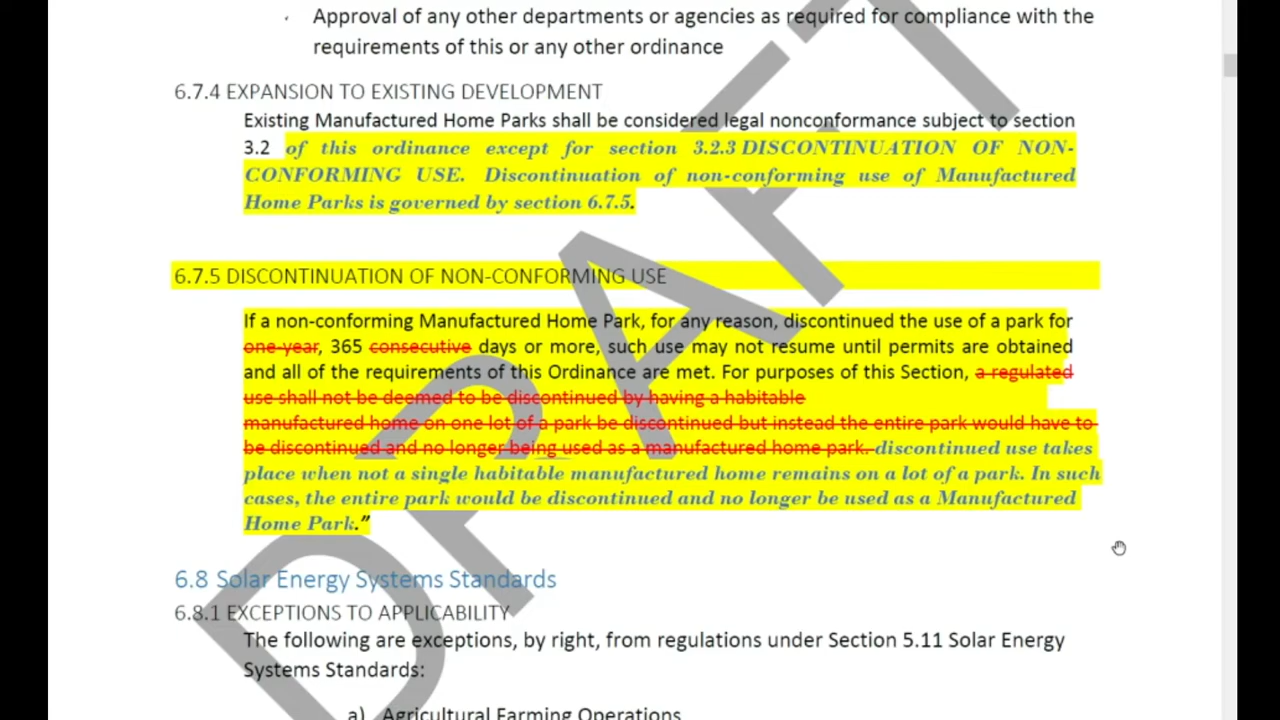 Approval of any other departments or agencies as required for compliance with the
requirements of this or any other ordinance
6.7.4 EXPANSION TO EXISTING DEVELOPMENT
Existing Manufactured Home Parks shall be considered legal nonconformance subject to section
3.2 of this ordinance except for section 3.2.3 DISCONTINUATION OF NON-
CONFORMING USE. Discontinuation of non-conforming use of Manufactured
Home Parks is governed by section 6.7.5.
6.7.5 DISCONTINUATION OF NON-CONFORMING USE
If a non-conforming Manufactured Home Park, for any reason, discontinued the use of a park for
one-year, 365 consecutive days or more, such use may not resume until permits are obtained
and all of the requirements of this Ordinance are met. For purposes of this Section, a regulated
use shall not be deemed to be discontinued by having a habitable
manufactured home on one lot of a park be discontinued but instead the entire park would have to
be discontinued and no longer being used as a manufactured home park. discontinued use takes
place when not a single habitable manufactured home remains on a lot of a park. In such
cases, the entire park would be discontinued and no longer be used as a Manufactured
Home Park.”
6.8 Solar Energy Systems Standards
6.8.1 EXCEPTIONS TO APPLICABILITY
The following are exceptions, by right, from regulations under Section 5.11 Solar Energy
Systems Standards:
a) Agricultural Farming Operations
DRAFT